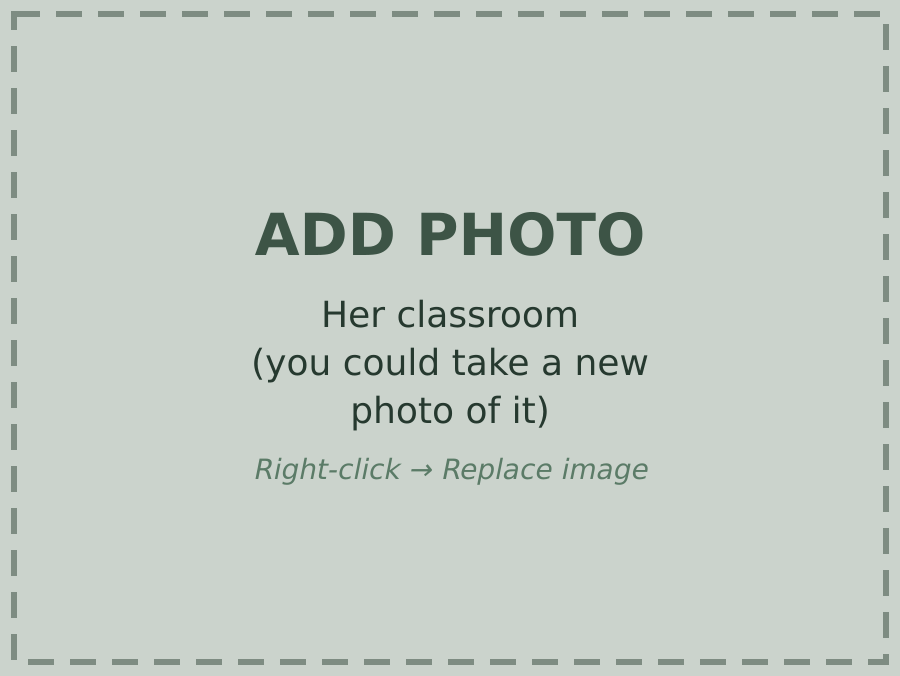 ADD PHOTO
Her classroom
(you could take a new
photo of it)
Right-click → Replace image